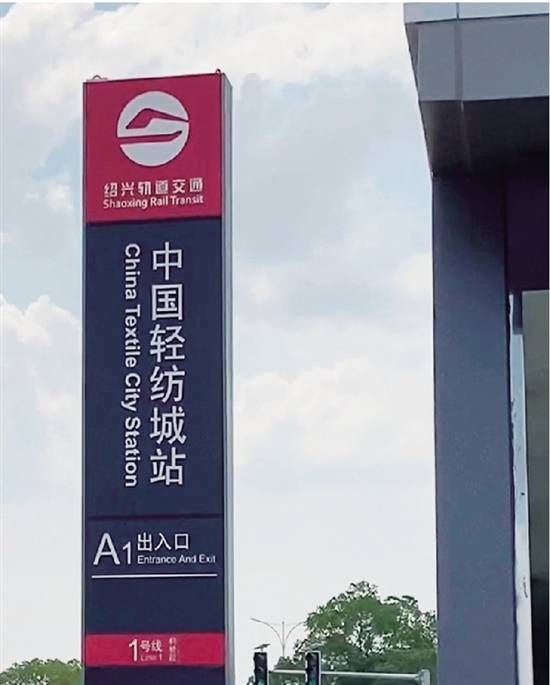 绍兴轨道交通
Shaoxing Rail Transit
中国轻纺城站
China Textile City Station
A1
出入口
Entrance And Exit
1号线
Line 1